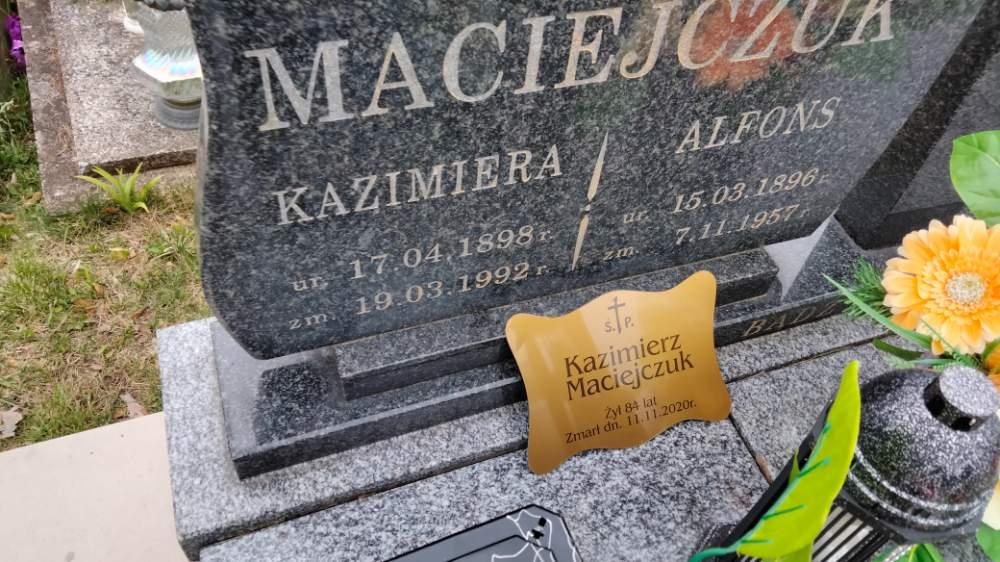 MACIEJCZUK
KAZIMIERA
ur. 17.04.1898 r.
zm. 19.03.1992 r.
ALFONS
ur. 15.03.1896 r.
zm. 7.11.1957 r.
Ś. P.
Kazimierz
Maciejczuk
Żył 84 lat
Zmarł dn. 11.11.2020r.